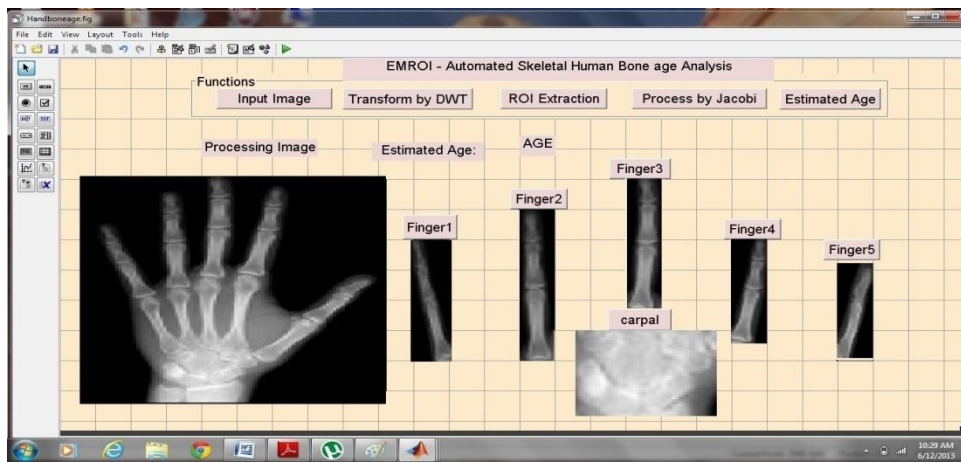 Handboneage.fig
File Edit View Layout Tools Help
EMROI - Automated Skeletal Human Bone age Analysis
Functions
Input Image Transform by DWT ROI Extraction Process by Jacobi Estimated Age
Processing Image Estimated Age: AGE
Finger3
Finger2
Finger1 Finger4
Finger5
carpal
10:29 AM
6/12/2013